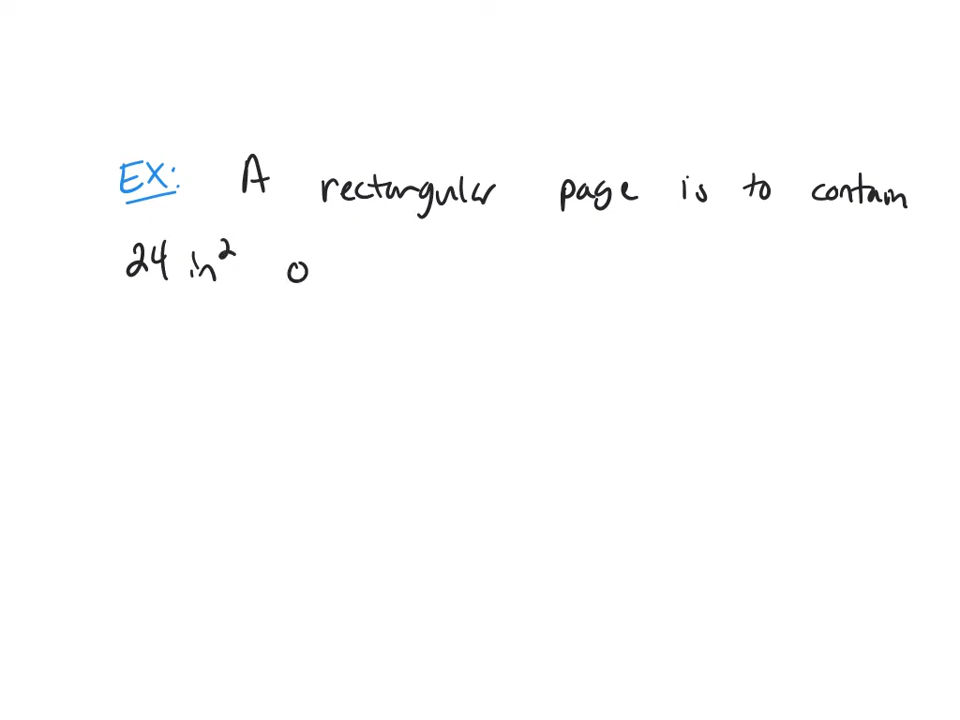 EX: A rectangular page is to contain
24 in² o